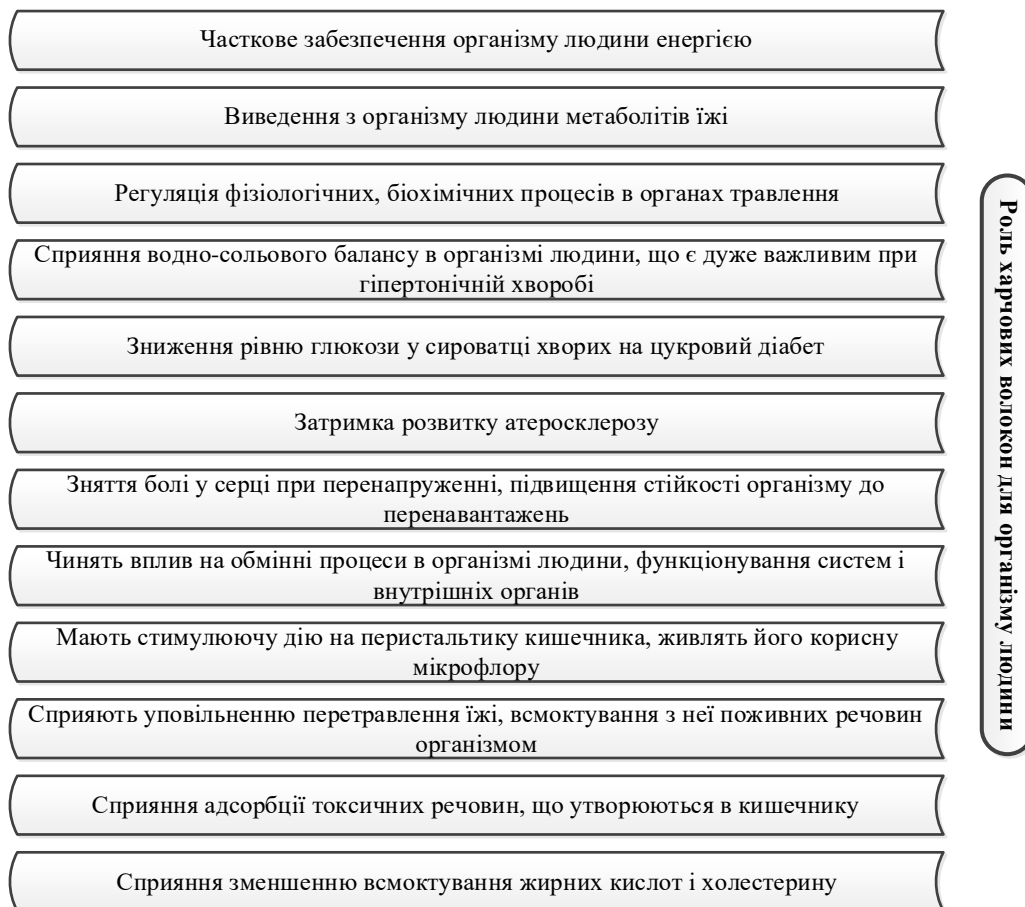 Часткове забезпечення організму людини енергією
Виведення з організму людини метаболітів їжі
Регуляція фізіологічних, біохімічних процесів в органах травлення
Сприяння водно-сольового балансу в організмі людини, що є дуже важливим при
гіпертонічній хворобі
Зниження рівню глюкози у сироватці хворих на цукровий діабет
Затримка розвитку атеросклерозу
Зняття болі у серці при перенапруженні, підвищення стійкості організму до
перенавантажень
Чинять вплив на обмінні процеси в організмі людини, функціонування систем і
внутрішніх органів
Мають стимулюючу дію на перистальтику кишечника, живлять його корисну
мікрофлору
Сприяють уповільненню перетравлення їжі, всмоктування з неї поживних речовин
організмом
Сприяння адсорбції токсичних речовин, що утворюються в кишечнику
Сприяння зменшенню всмоктування жирних кислот і холестерину
Роль харчових волокон для організму людини